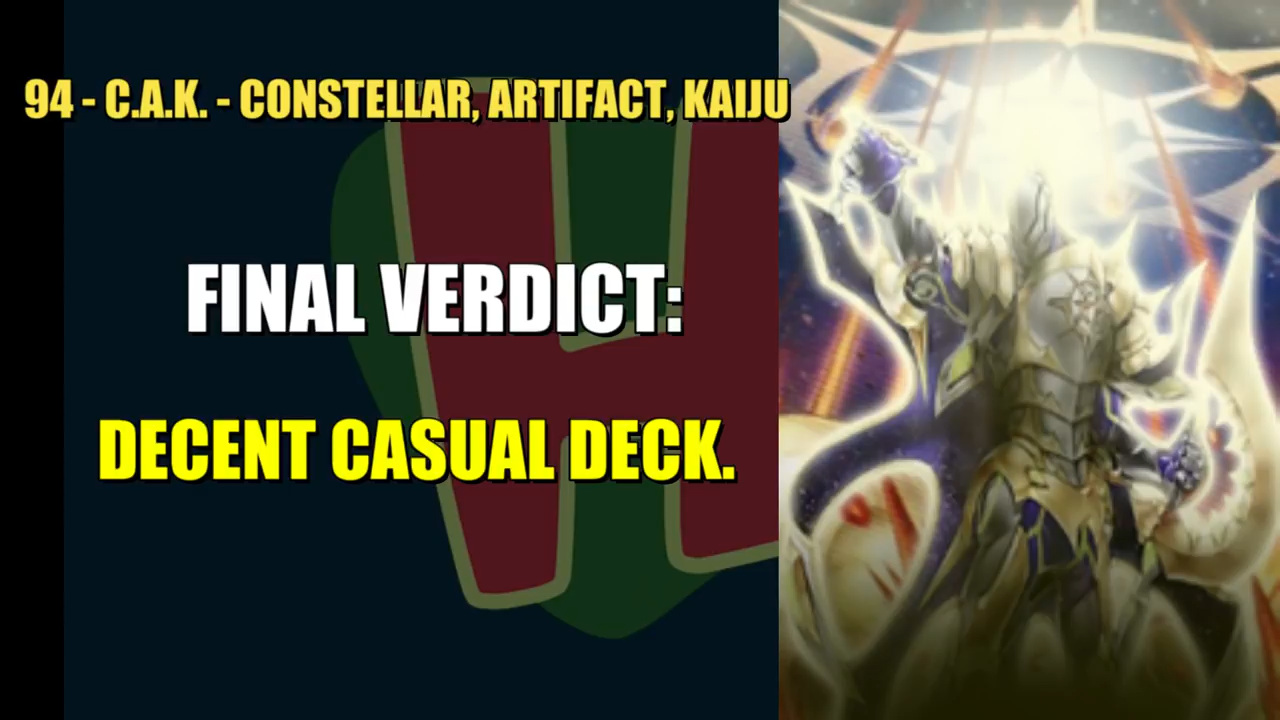 94 - C.A.K. - CONSTELLAR, ARTIFACT, KAIJU
FINAL VERDICT:
DECENT CASUAL DECK.